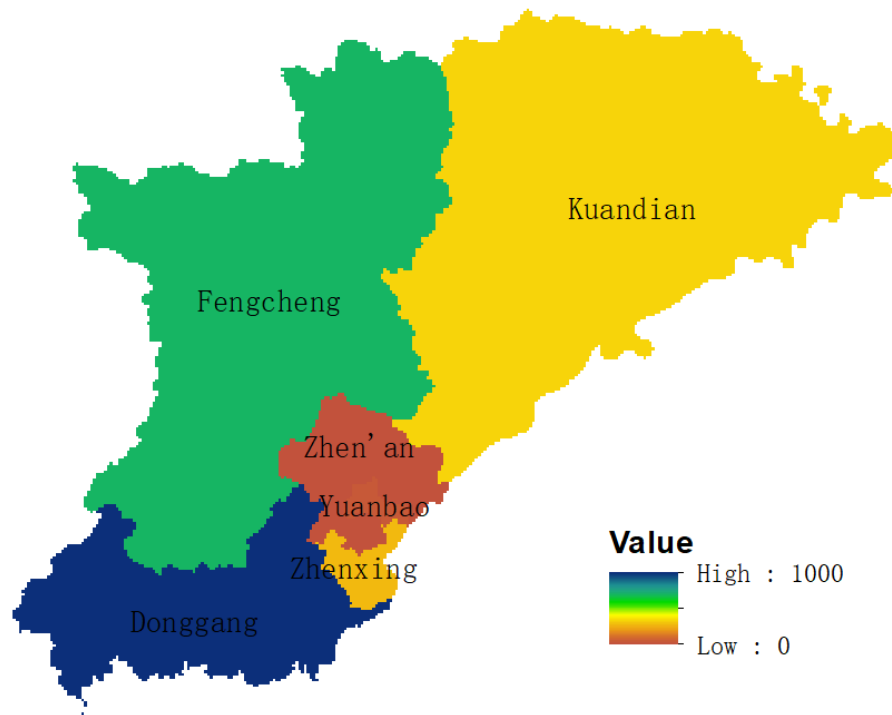 Kuandian
Fengcheng
Zhen'an
Yuanbao
Zhenxing
Donggang
Value
High : 1000
Low : 0